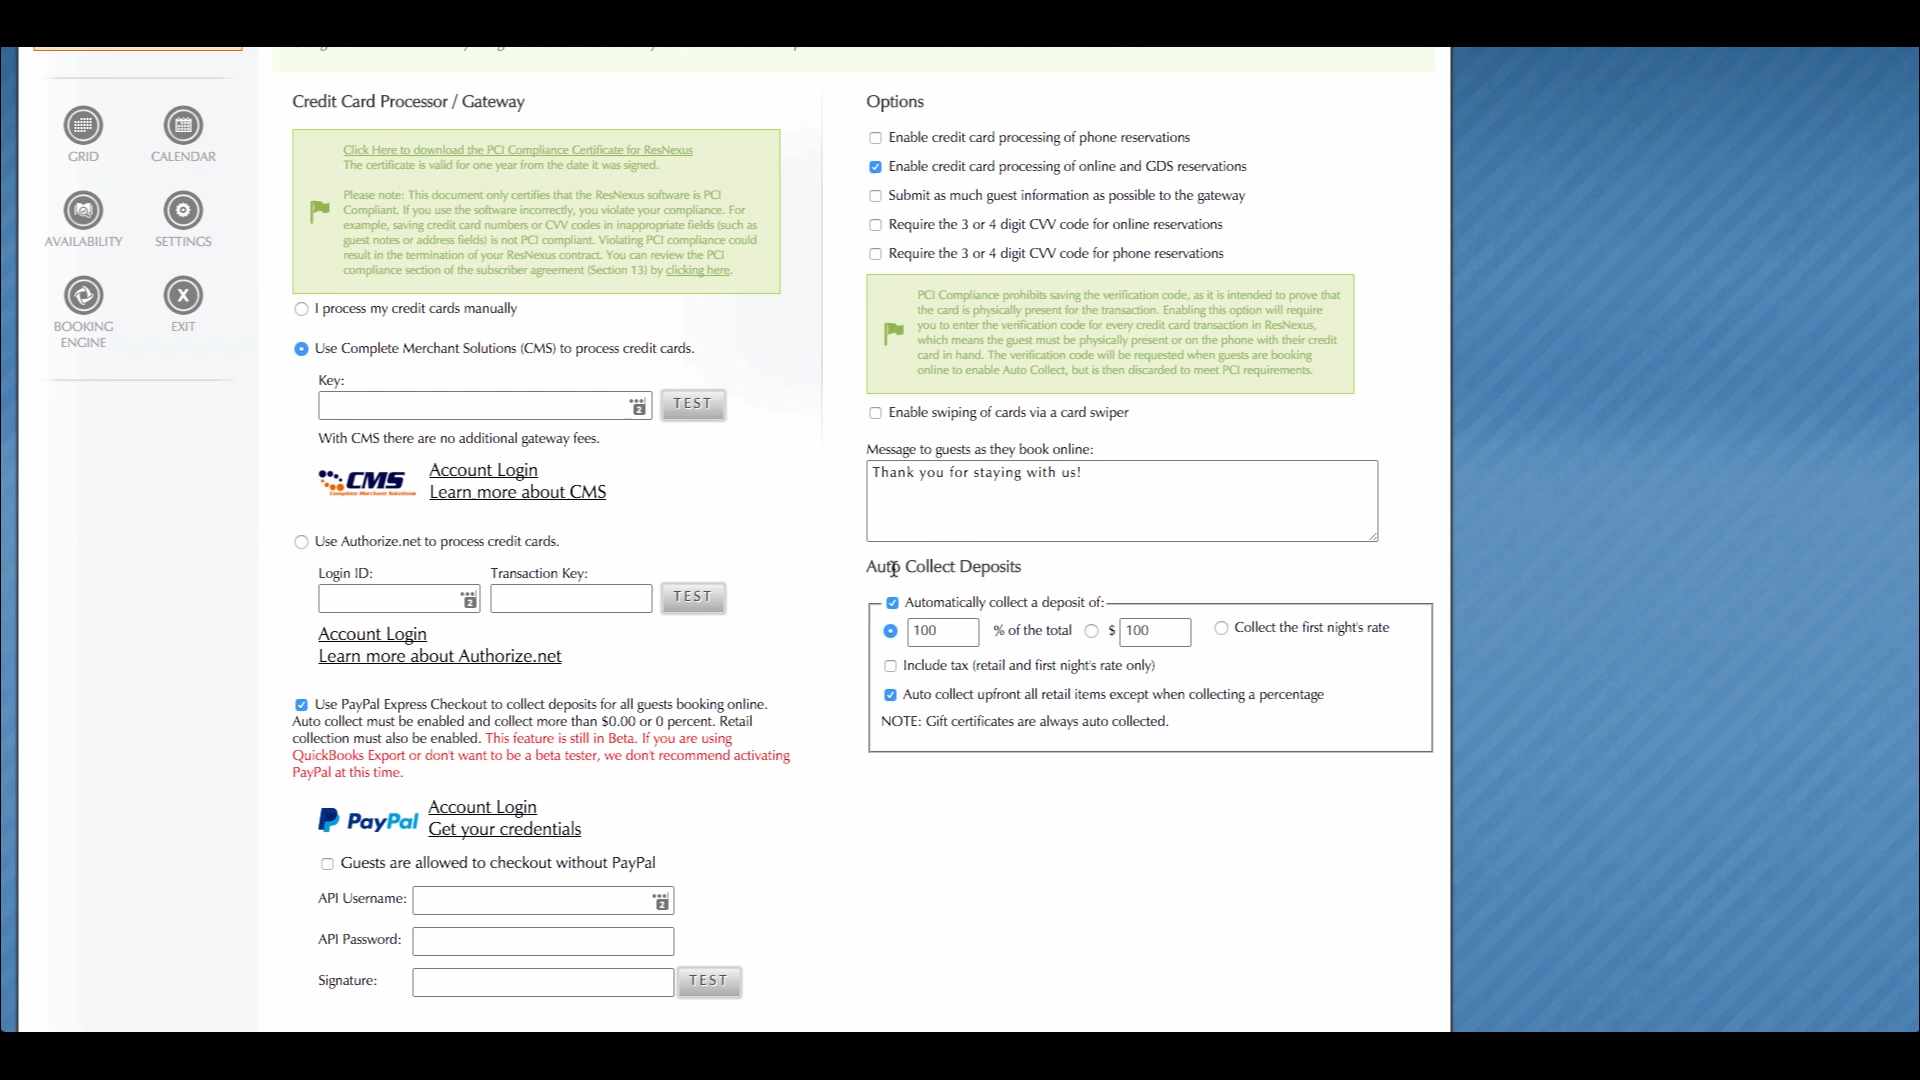 GRID
CALENDAR
AVAILABILITY
SETTINGS
BOOKING
ENGINE
X
EXIT
Credit Card Processor / Gateway
Click Here to download the PCI Compliance Certificate for ResNexus
The certificate is valid for one year from the date it was signed.
Please note: This document only certifies that the ResNexus software is PCI
Compliant. If you use the software incorrectly, you violate your compliance. For
example, saving credit card numbers or CVV codes in inappropriate fields (such as
guest notes or address fields) is not PCI compliant. Violating PCI compliance could
result in the termination of your ResNexus contract. You can review the PCI
compliance section of the subscriber agreement (Section 13) by clicking here.
I process my credit cards manually
Use Complete Merchant Solutions (CMS) to process credit cards.
Key:
2
TEST
With CMS there are no additional gateway fees.
CMS
Complete Merchant Solutions
Account Login
Learn more about CMS
Use Authorize.net to process credit cards.
Login ID:
Transaction Key:
2
TEST
Account Login
Learn more about Authorize.net
Use PayPal Express Checkout to collect deposits for all guests booking online.
Auto collect must be enabled and collect more than $0.00 or 0 percent. Retail
collection must also be enabled. This feature is still in Beta. If you are using
QuickBooks Export or don't want to be a beta tester, we don't recommend activating
PayPal at this time.
PayPal
Account Login
Get your credentials
Guests are allowed to checkout without PayPal
API Username:
2
API Password:
Signature:
TEST
Options
Enable credit card processing of phone reservations
Enable credit card processing of online and GDS reservations
Submit as much guest information as possible to the gateway
Require the 3 or 4 digit CVV code for online reservations
Require the 3 or 4 digit CVV code for phone reservations
PCI Compliance prohibits saving the verification code, as it is intended to prove that
the card is physically present for the transaction. Enabling this option will require
you to enter the verification code for every credit card transaction in ResNexus,
which means the guest must be physically present or on the phone with their credit
card in hand. The verification code will be requested when guests are booking
online to enable Auto Collect, but is then discarded to meet PCI requirements.
Enable swiping of cards via a card swiper
Message to guests as they book online:
Thank you for staying with us!
Auto Collect Deposits
Automatically collect a deposit of:
100 % of the total $ 100 Collect the first night's rate
Include tax (retail and first night's rate only)
Auto collect upfront all retail items except when collecting a percentage
NOTE: Gift certificates are always auto collected.